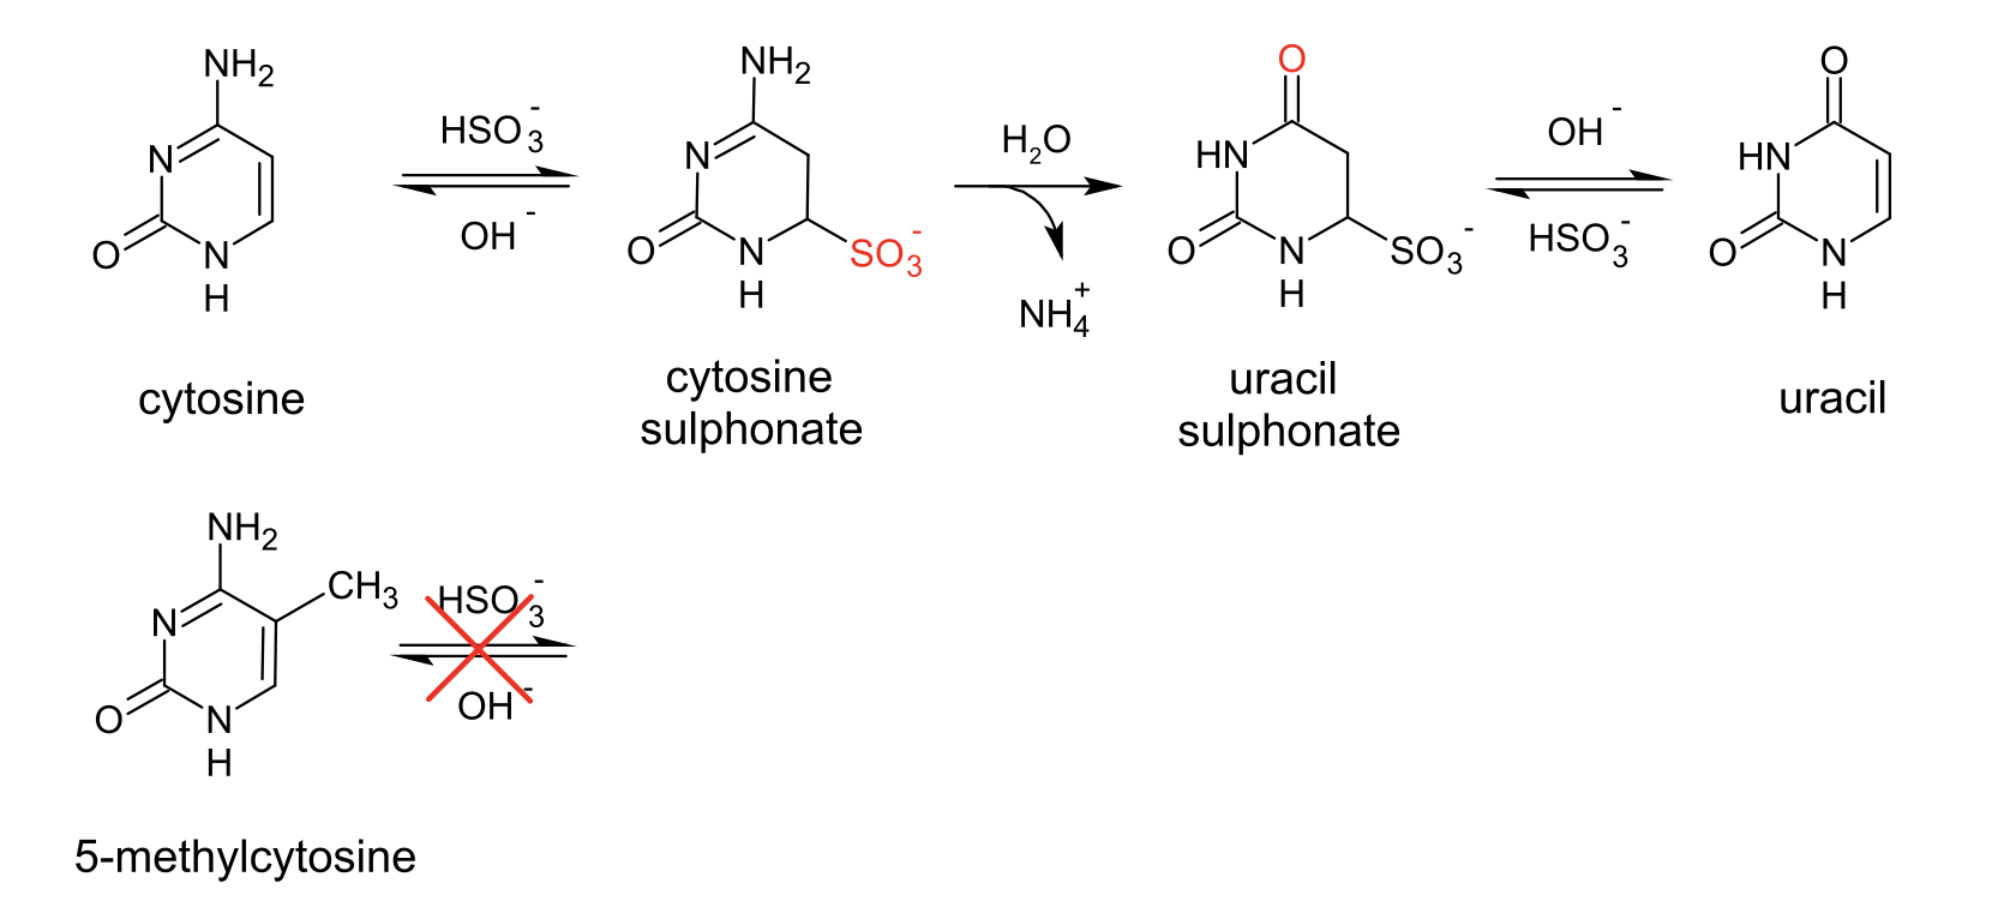 NH2
N
O
N
H
cytosine
HSO3-
OH-
NH2
N
O
N
H
SO3-
cytosine
sulphonate
H2O
NH4+
O
HN
O
N
H
SO3-
uracil
sulphonate
OH-
HSO3-
O
HN
O
N
H
uracil
NH2
CH3
N
O
N
H
5-methylcytosine
HSO3-
OH-